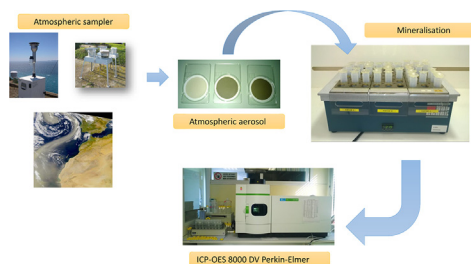 Atmospheric sampler
Mineralisation
Atmospheric aerosol
ICP-OES 8000 DV Perkin-Elmer